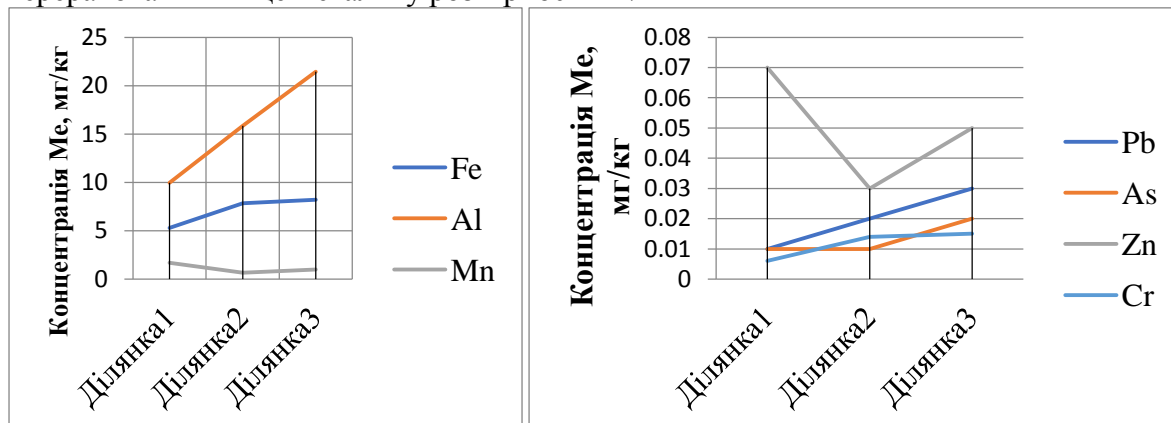 Концентрація Ме, мг/кг
25
20
15
10
5
0
Ділянка1
Ділянка2
Ділянка3
Fe
Al
Mn
Концентрація Ме,
мг/кг
0.08
0.07
0.06
0.05
0.04
0.03
0.02
0.01
0
Ділянка1
Ділянка2
Ділянка3
Pb
As
Zn
Cr